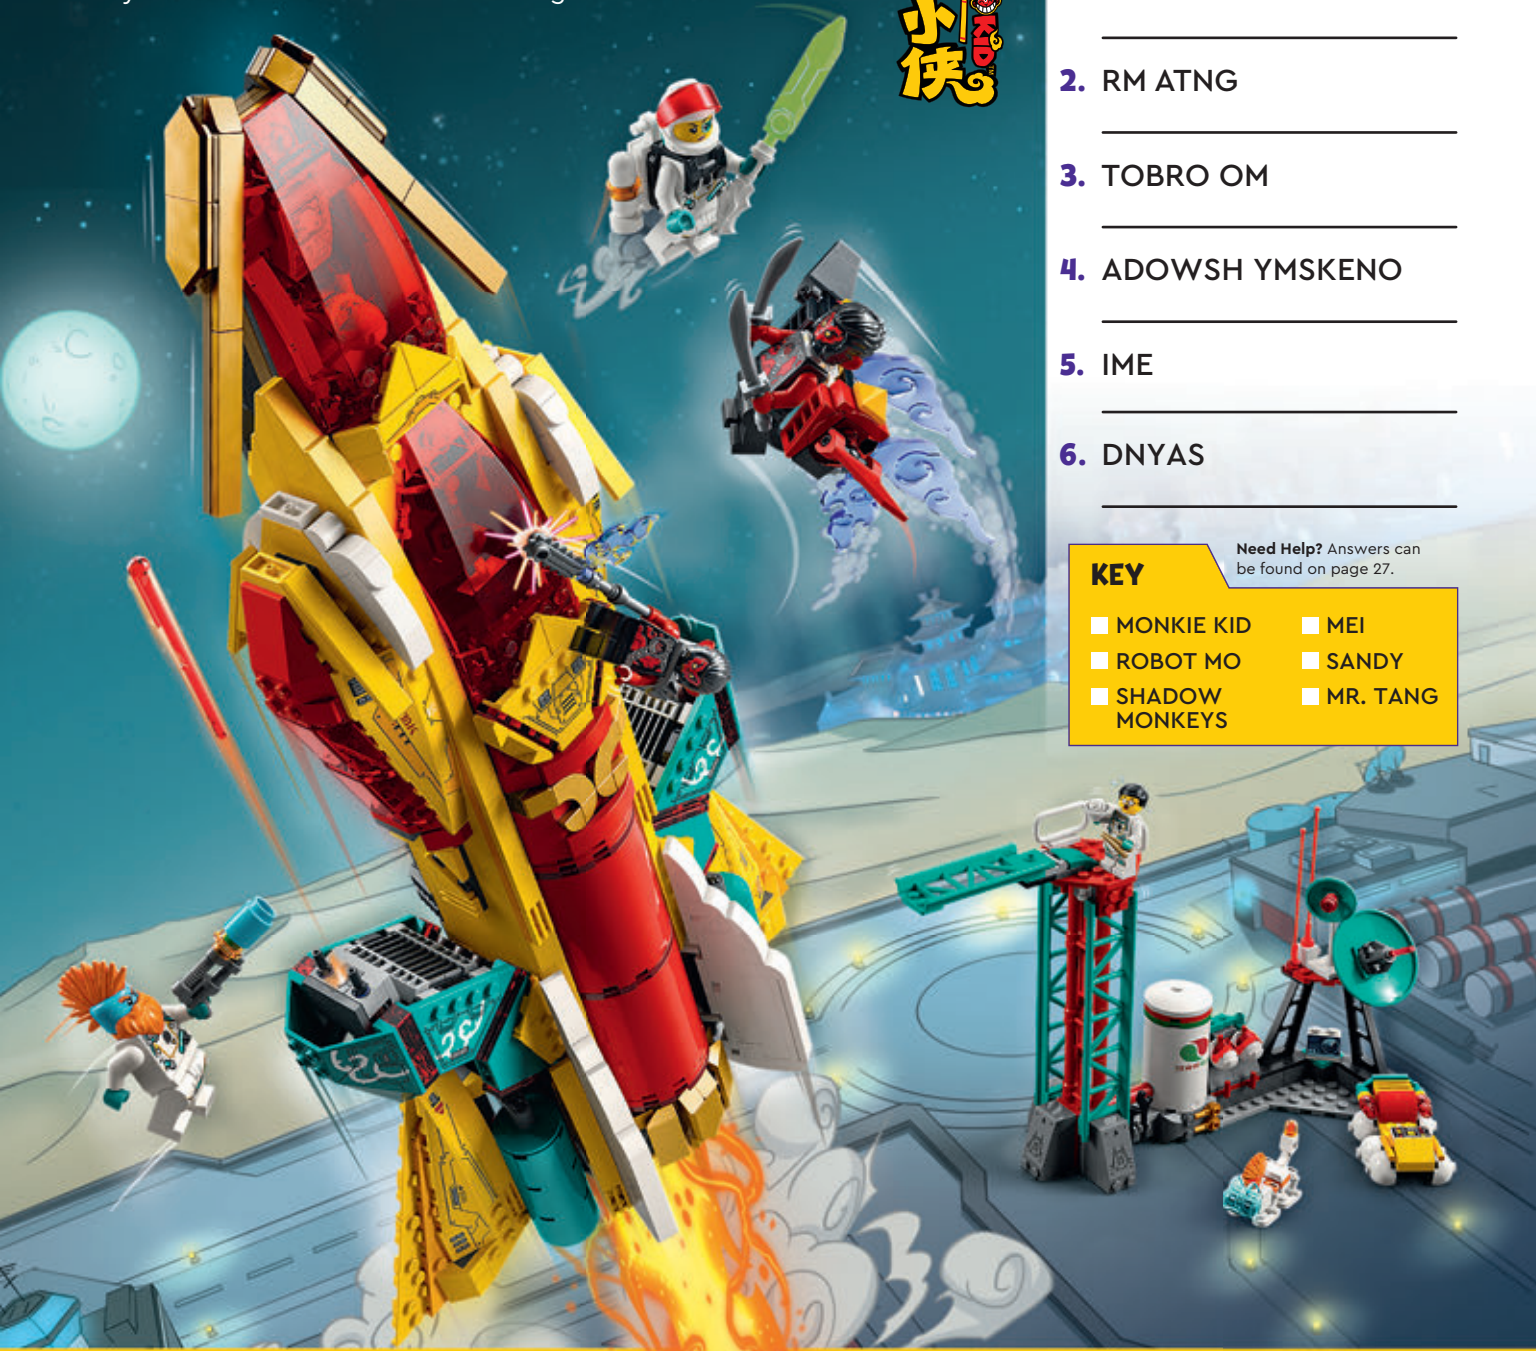 小
侠
KID
2. RM ATNG
3. TOBRO OM
4. ADOWSH YMSKENO
5. IME
6. DNYAS
Need Help? Answers can
be found on page 27.
KEY
MONKIE KID
ROBOT MO
SHADOW
MONKEYS
MEI
SANDY
MR. TANG